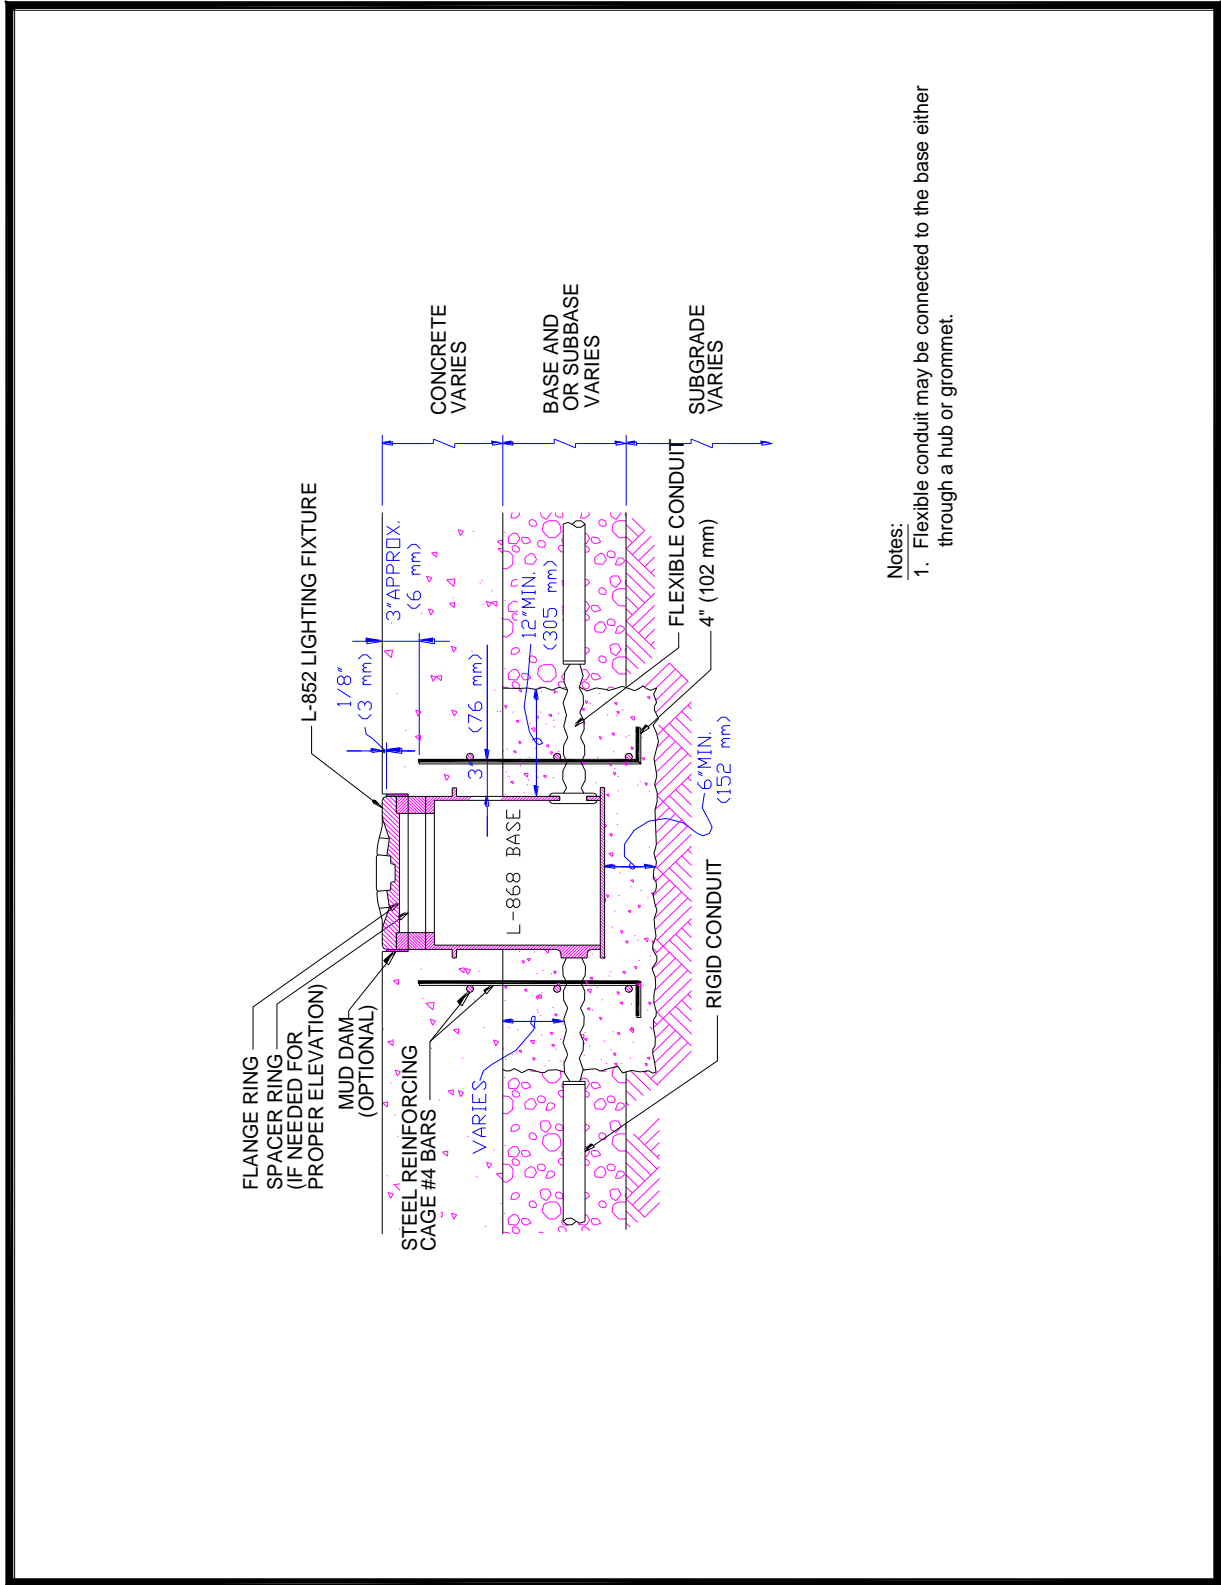 FLANGE RING
SPACER RING
(IF NEEDED FOR
PROPER ELEVATION)
MUD DAM
(OPTIONAL)
STEEL REINFORCING
CAGE #4 BARS
VARIES
L-852 LIGHTING FIXTURE
1/8"
(3 mm)
3"APPROX.
(6 mm)
3" (76 mm)
12"MIN.
(305 mm)
L-868 BASE
FLEXIBLE CONDUIT
4" (102 mm)
6"MIN.
(152 mm)
RIGID CONDUIT
CONCRETE
VARIES
BASE AND
OR SUBBASE
VARIES
SUBGRADE
VARIES
Notes:
1. Flexible conduit may be connected to the base either
through a hub or grommet.